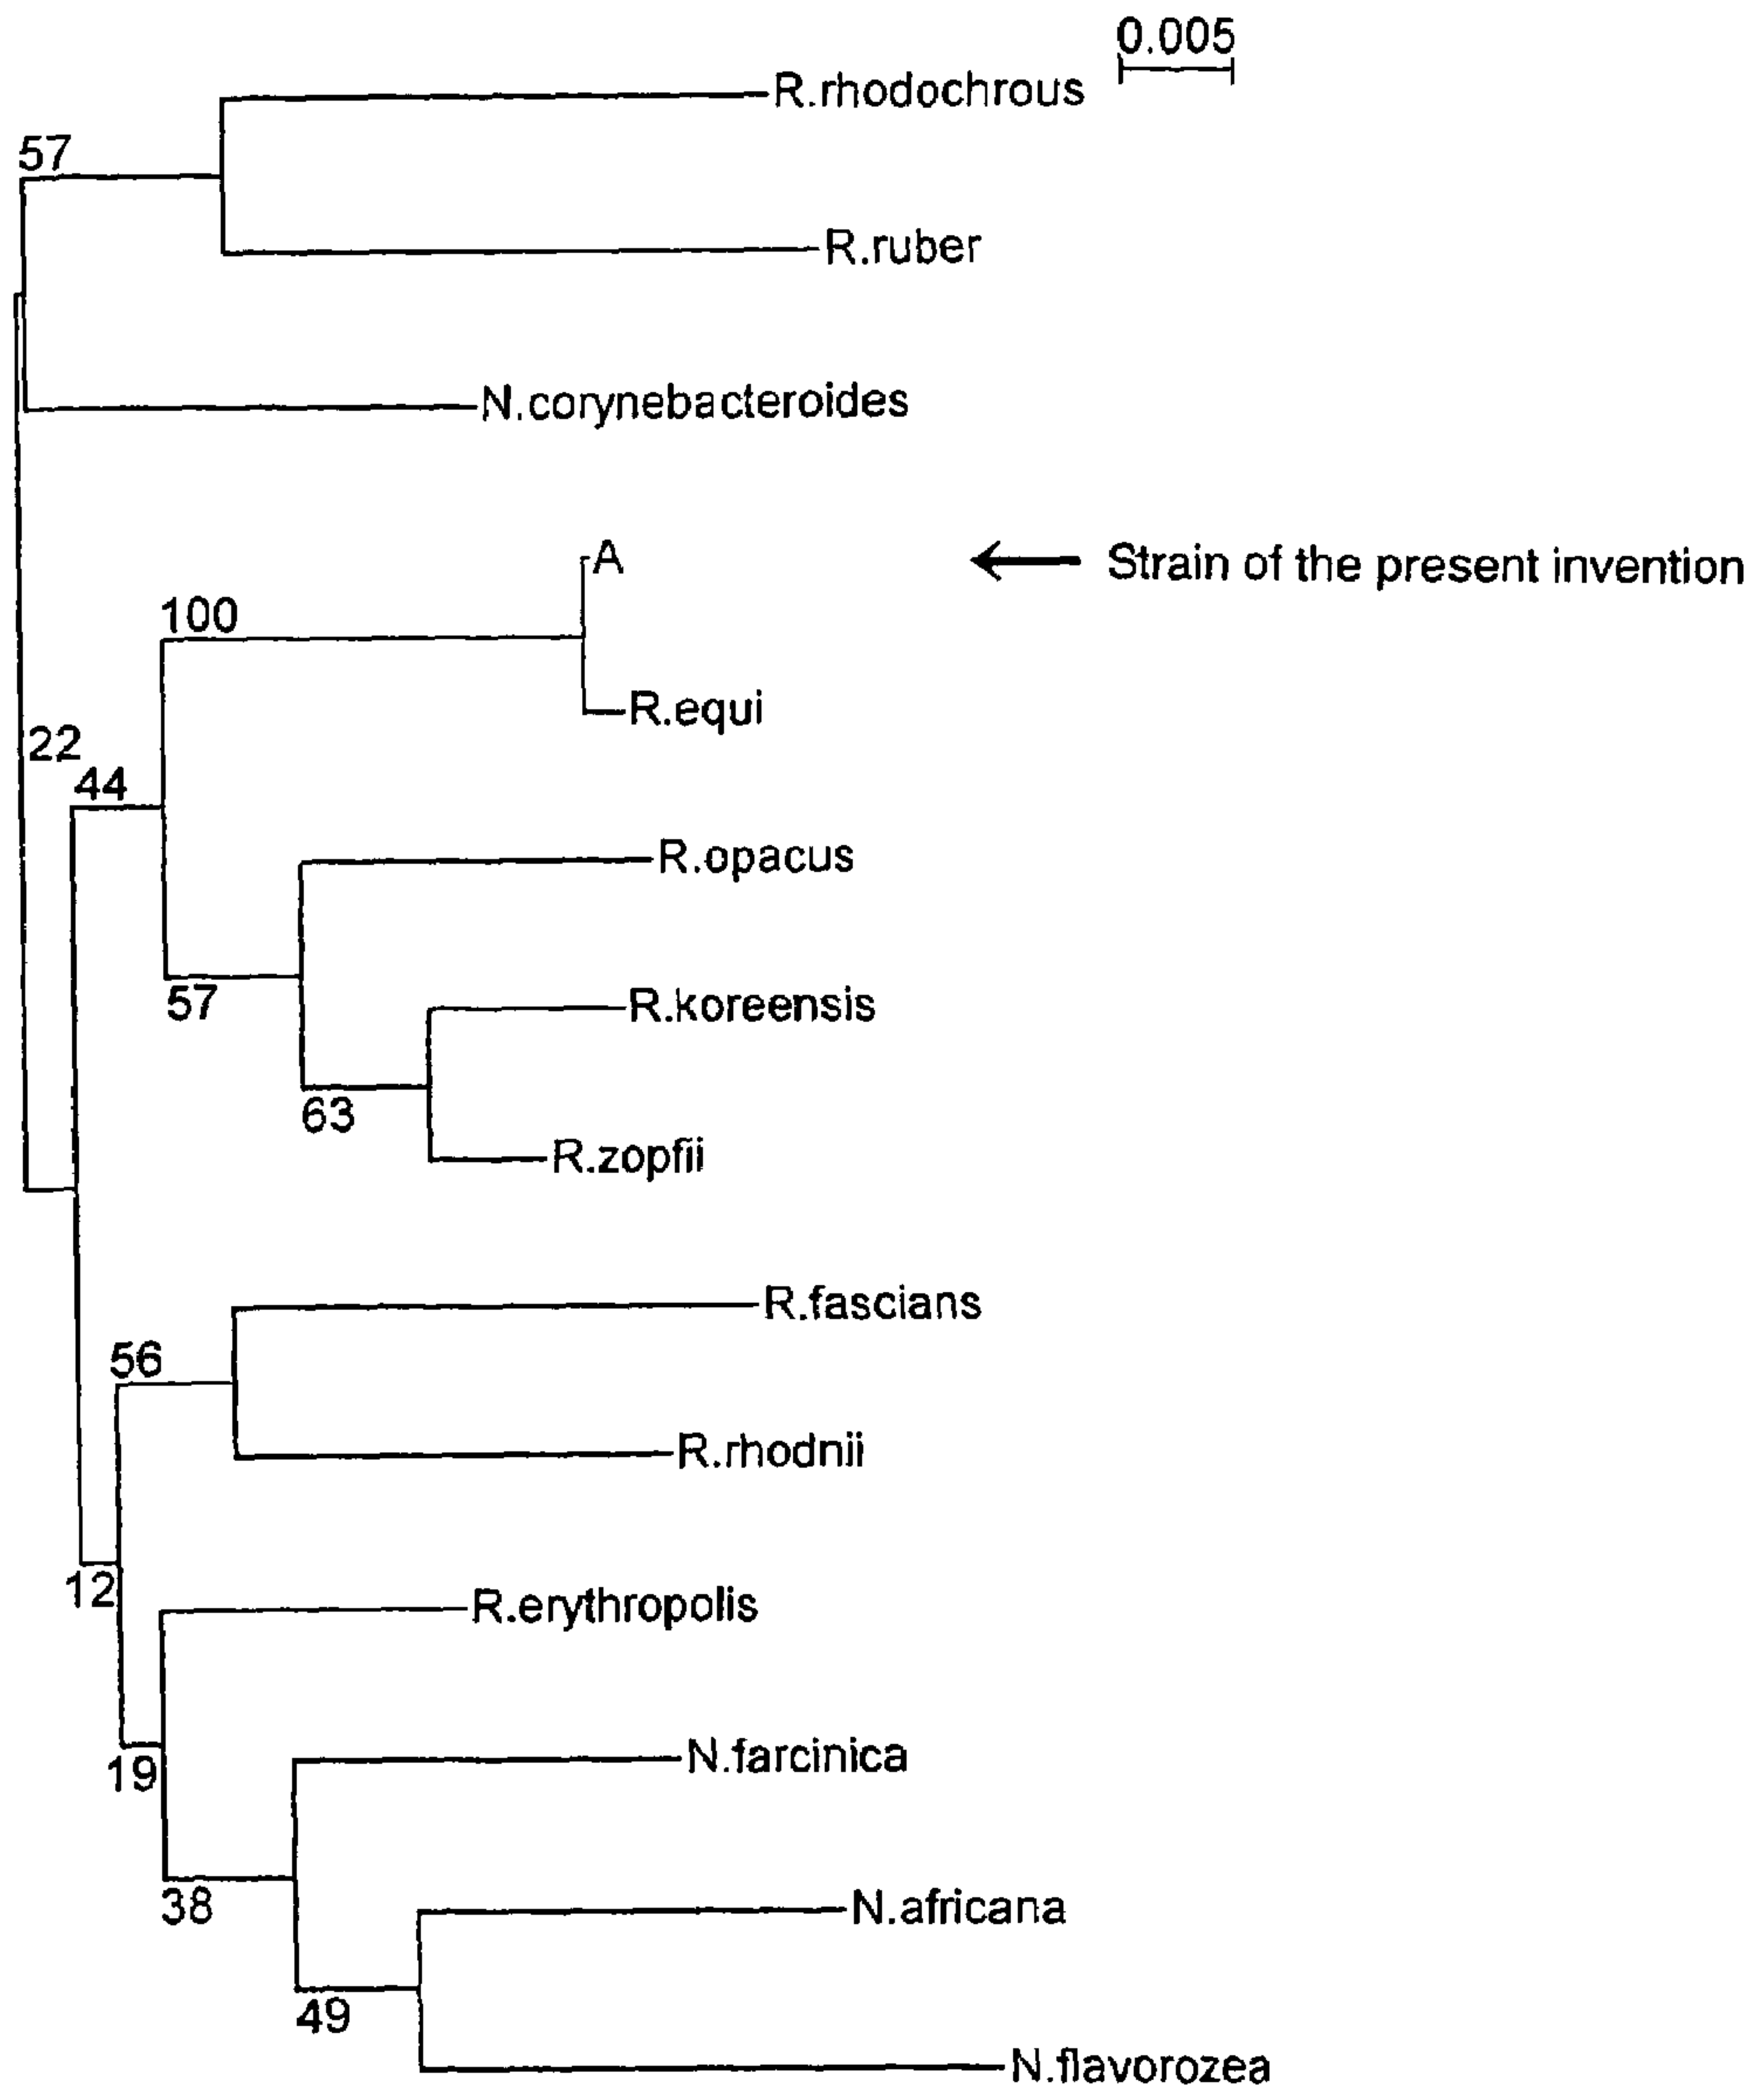 0.005
R.rhodochrous
57
R.ruber
N.corynebacteroides
A
Strain of the present invention
100
R.equi
22
44
R.opacus
57
R.koreensis
63
R.zopfii
R.fascians
56
R.rhodnii
12
R.erythropolis
19
N.farcinica
38
N.africana
49
N.flavorozea